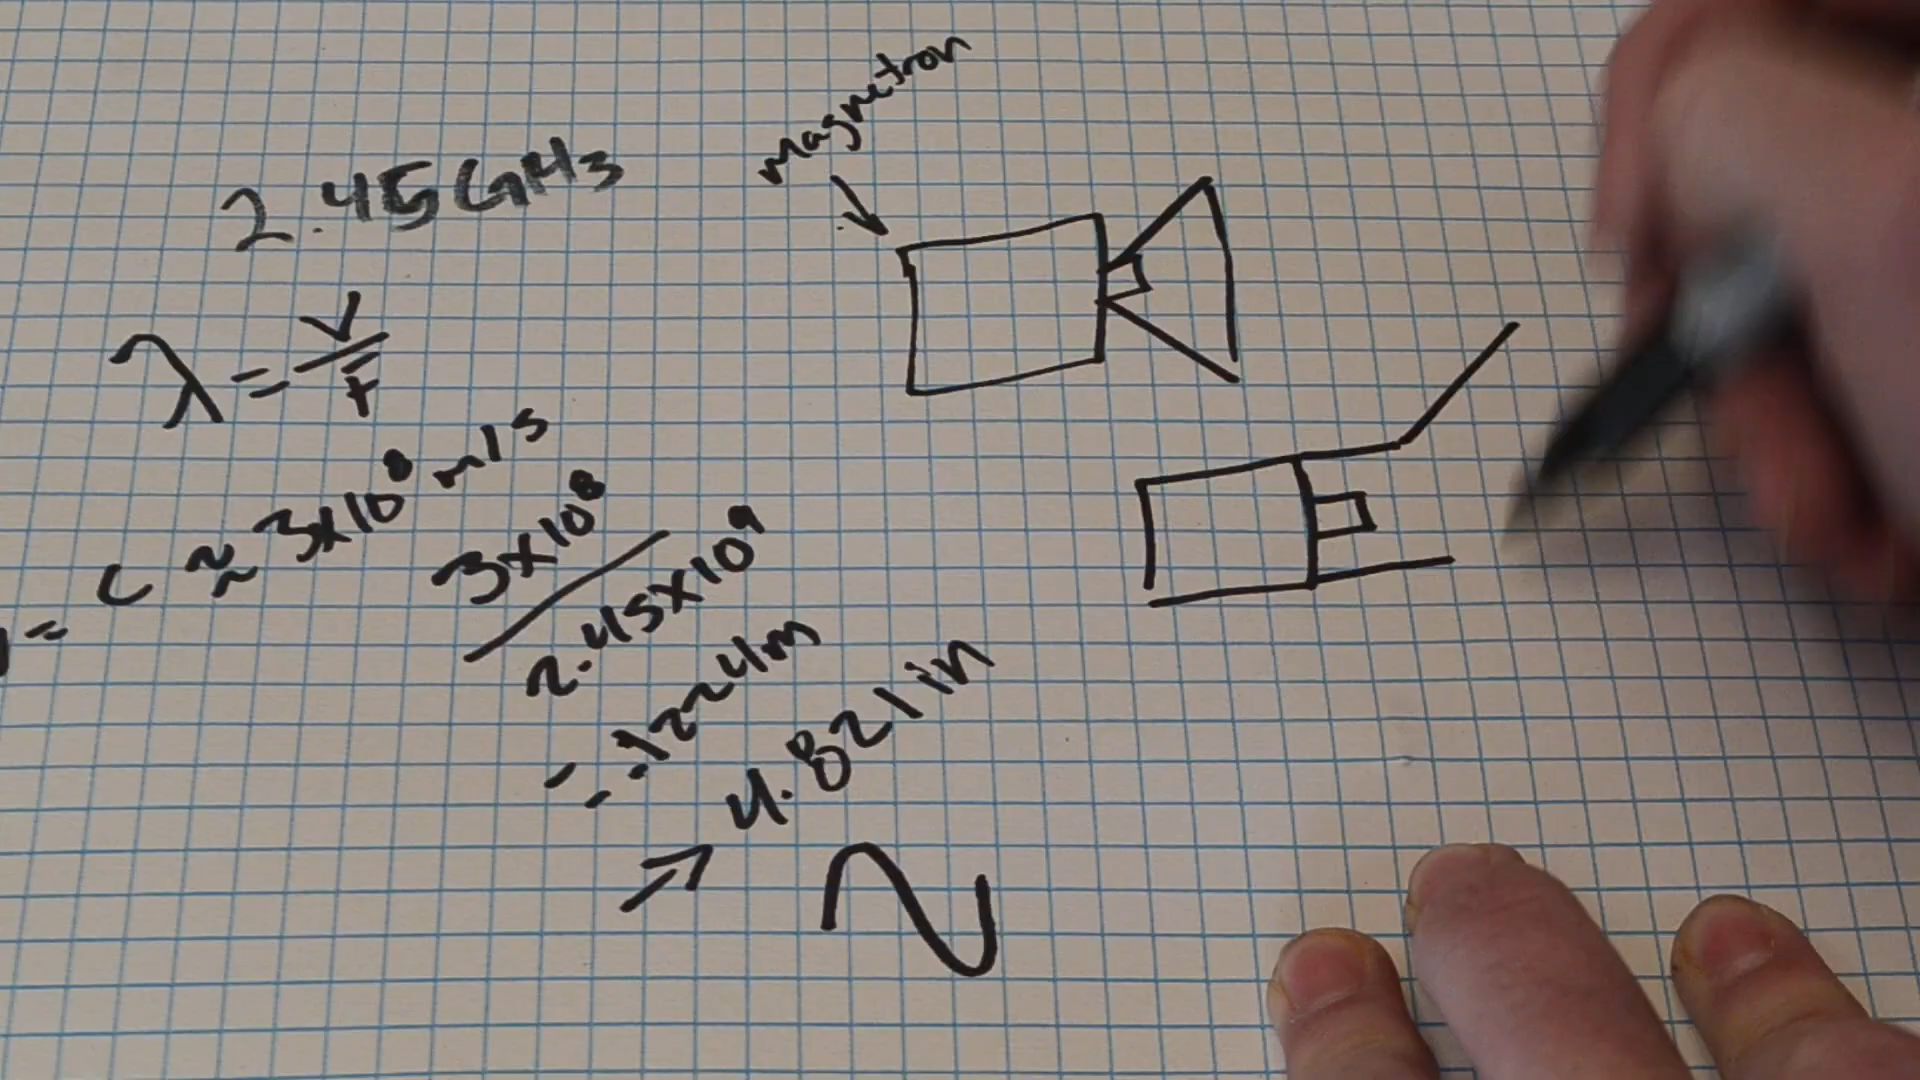 magnetron
2.45GHz
λ = v/f
v = c ≈ 3x10⁸ m/s
3x10⁸
2.45x10⁹
= .1224m
⇒ 4.821in